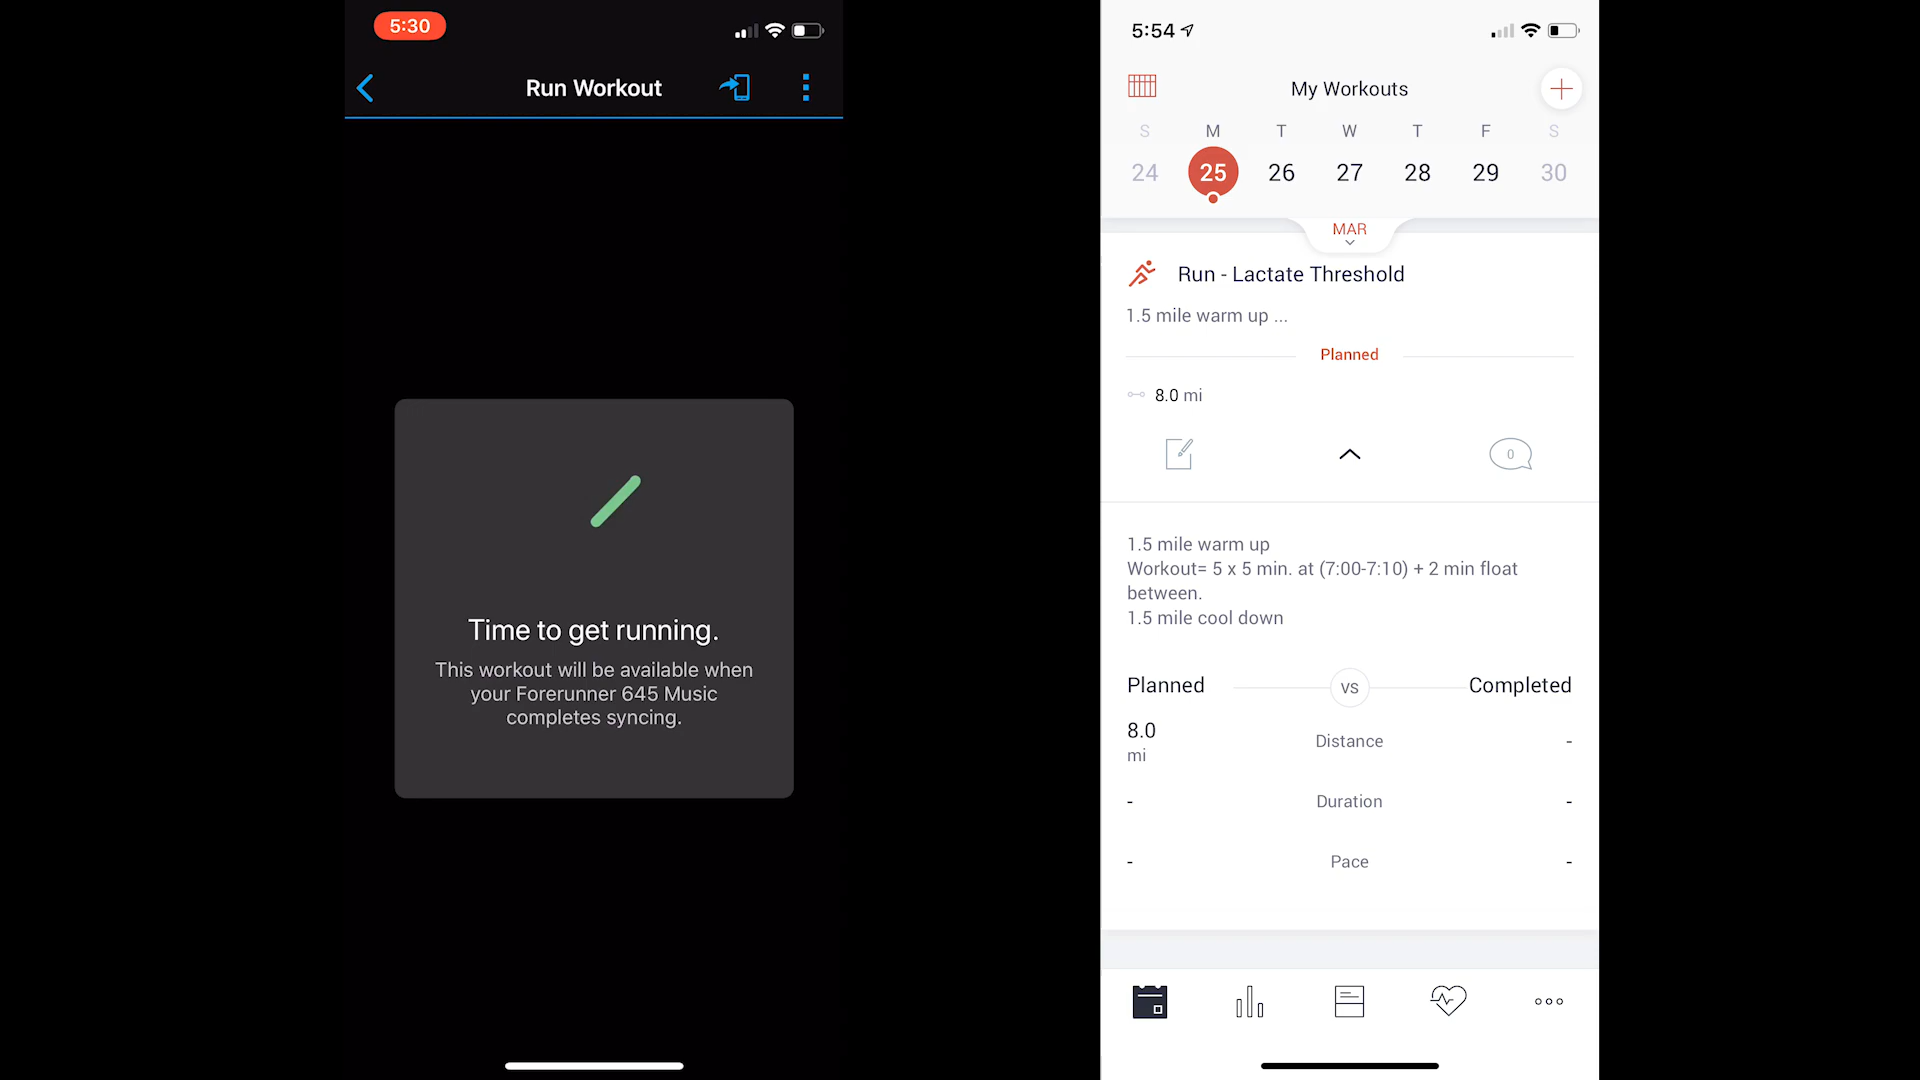 5:30
Run Workout
Time to get running.
This workout will be available when
your Forerunner 645 Music
completes syncing.
5:54
My Workouts
S M T W T F S
24 25 26 27 28 29 30
MAR
Run - Lactate Threshold
1.5 mile warm up ...
Planned
8.0 mi
0
1.5 mile warm up
Workout= 5 x 5 min. at (7:00-7:10) + 2 min float
between.
1.5 mile cool down
Planned VS Completed
8.0
mi
Distance -
- Duration -
- Pace -